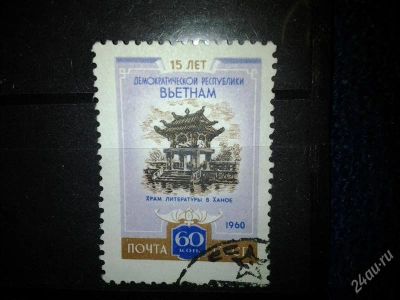 15 ЛЕТ
ДЕМОКРАТИЧЕСКОЙ РЕСПУБЛИКИ
ВЬЕТНАМ
ХРАМ ЛИТЕРАТУРЫ В ХАНОЕ
1960
ПОЧТА 60
КОП.
24au.ru